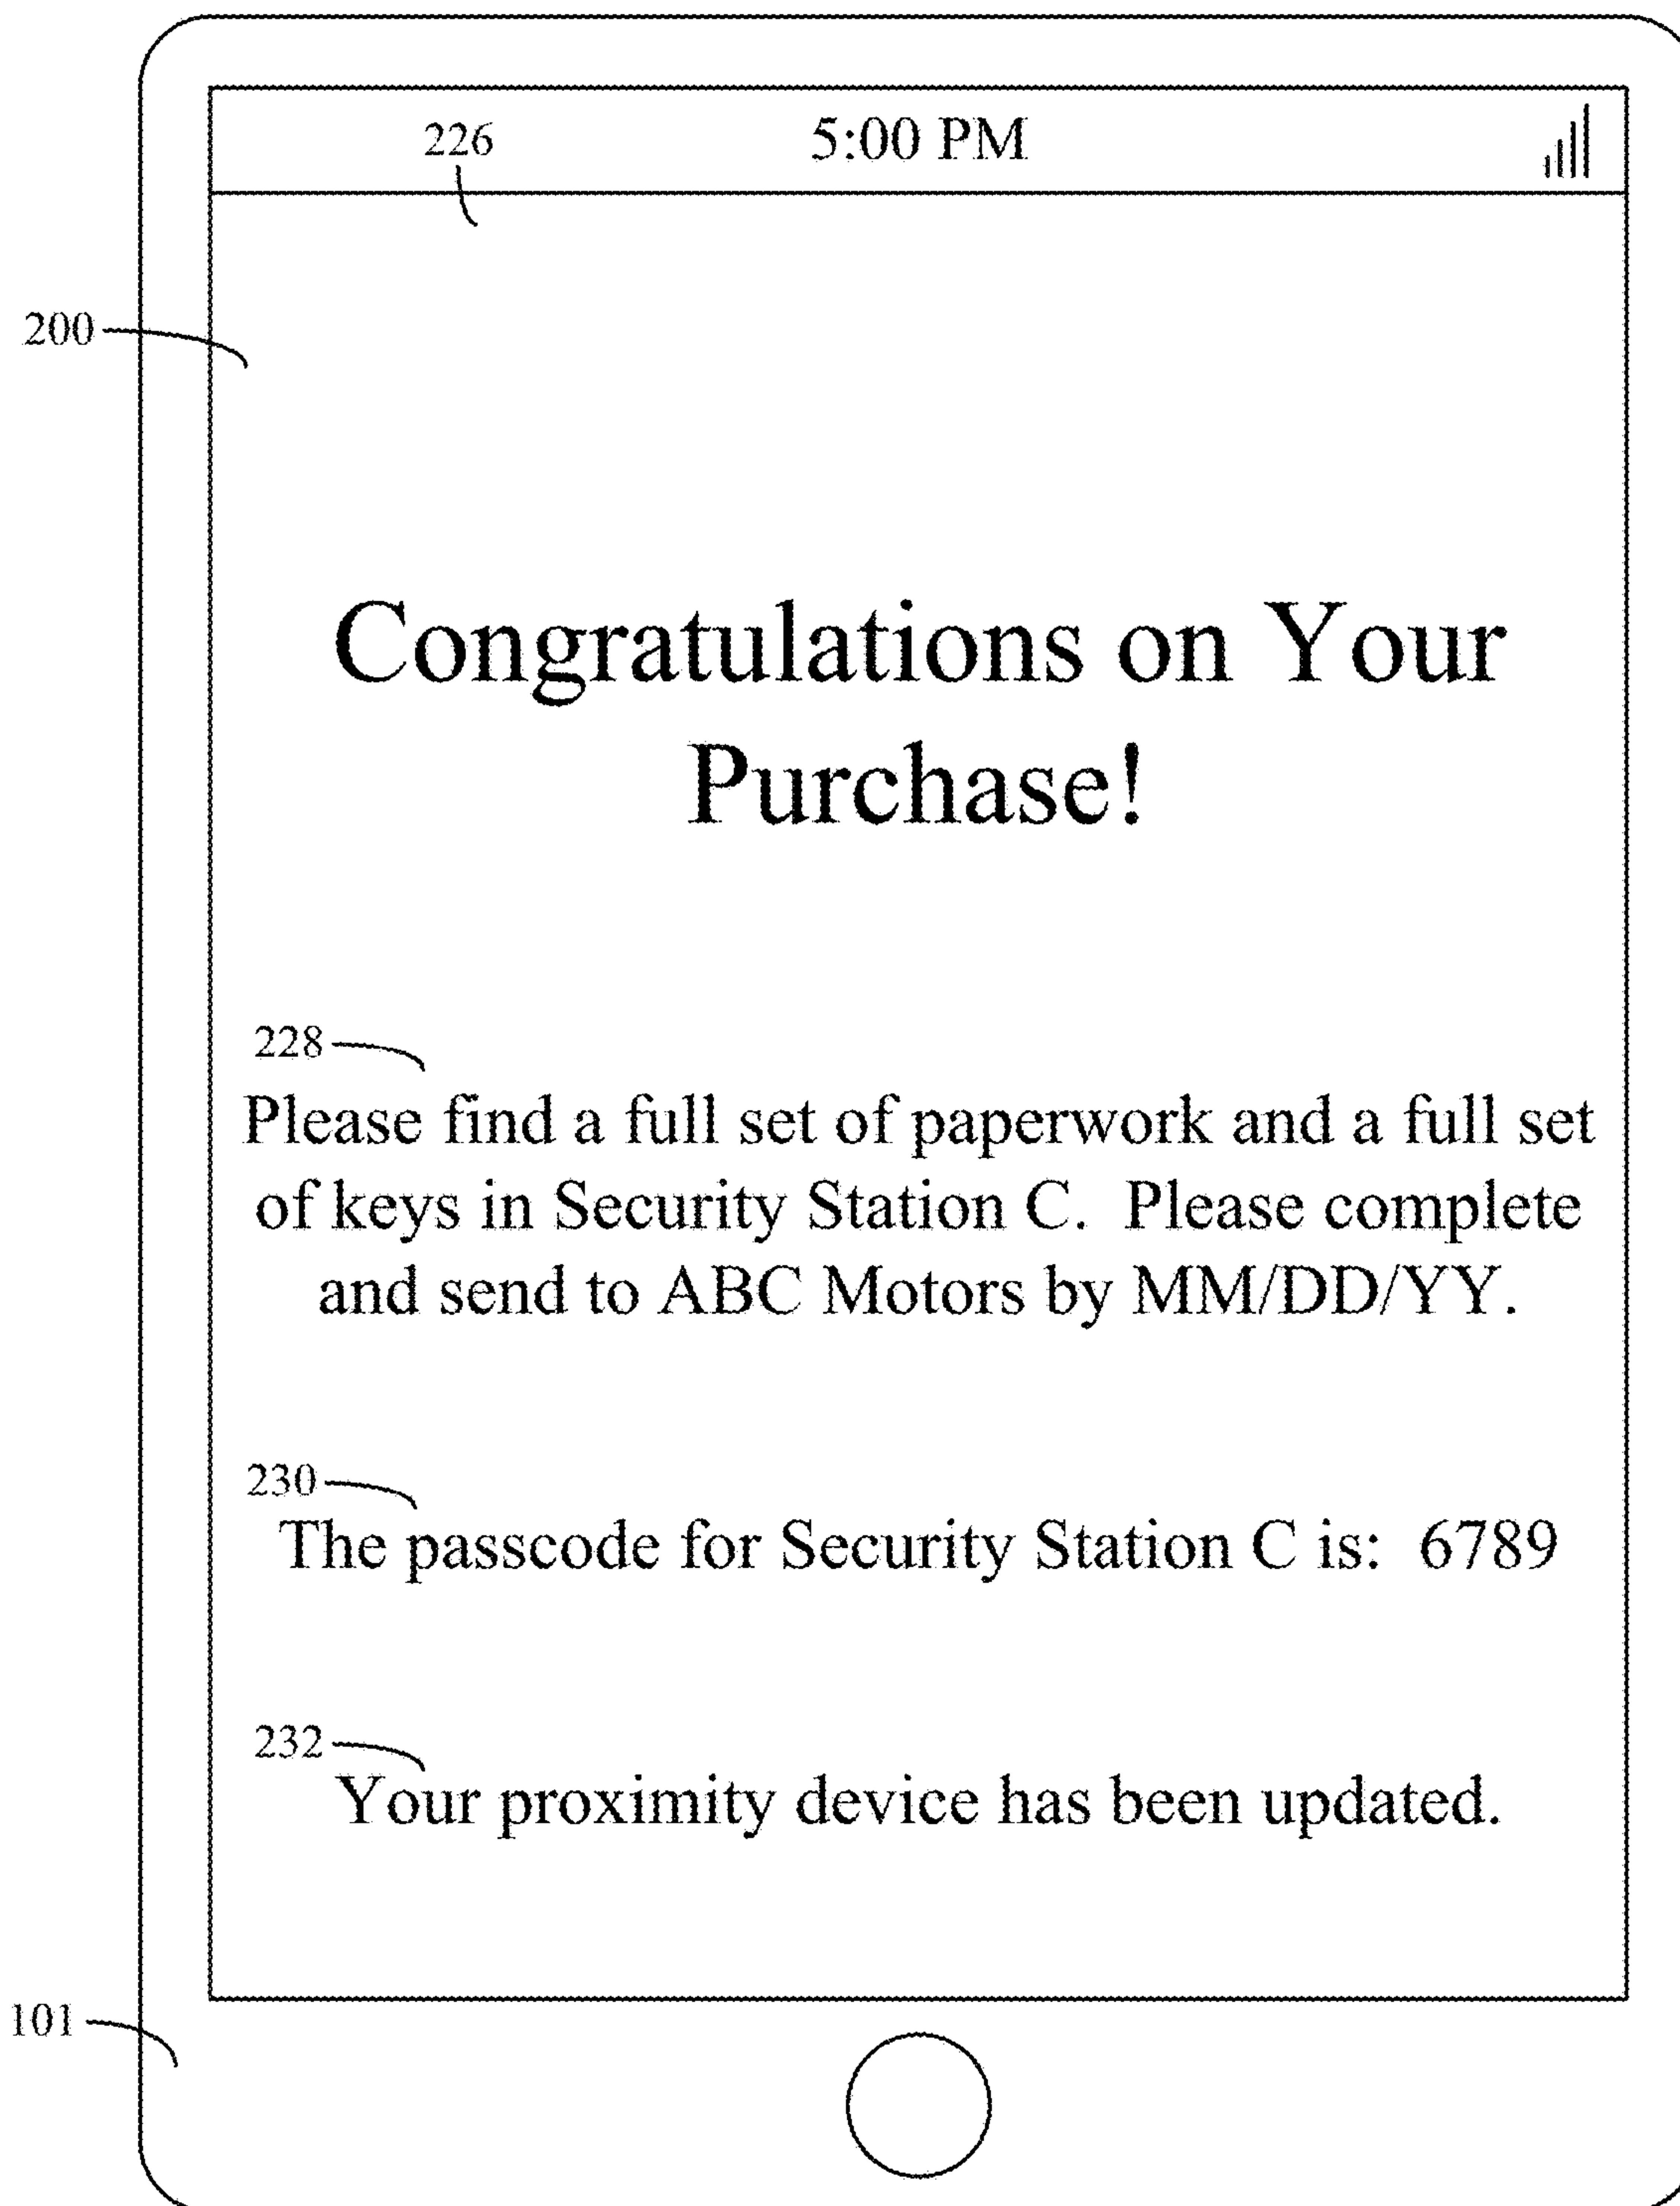 5:00 PM
226
200
Congratulations on Your
Purchase!
228
Please find a full set of paperwork and a full set
of keys in Security Station C.  Please complete
and send to ABC Motors by MM/DD/YY.
230
The passcode for Security Station C is:  6789
232
Your proximity device has been updated.
101